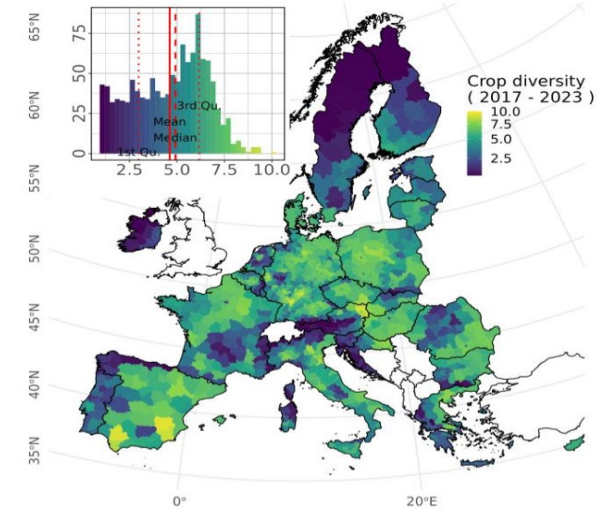 65°N
60°N
55°N
50°N
45°N
40°N
35°N
75
50
25
0
3rd Qu.
Mean
Median
1st Qu.
2.5 5.0 7.5 10.0
Crop diversity
( 2017 - 2023 )
10.0
7.5
5.0
2.5
0° 20°E